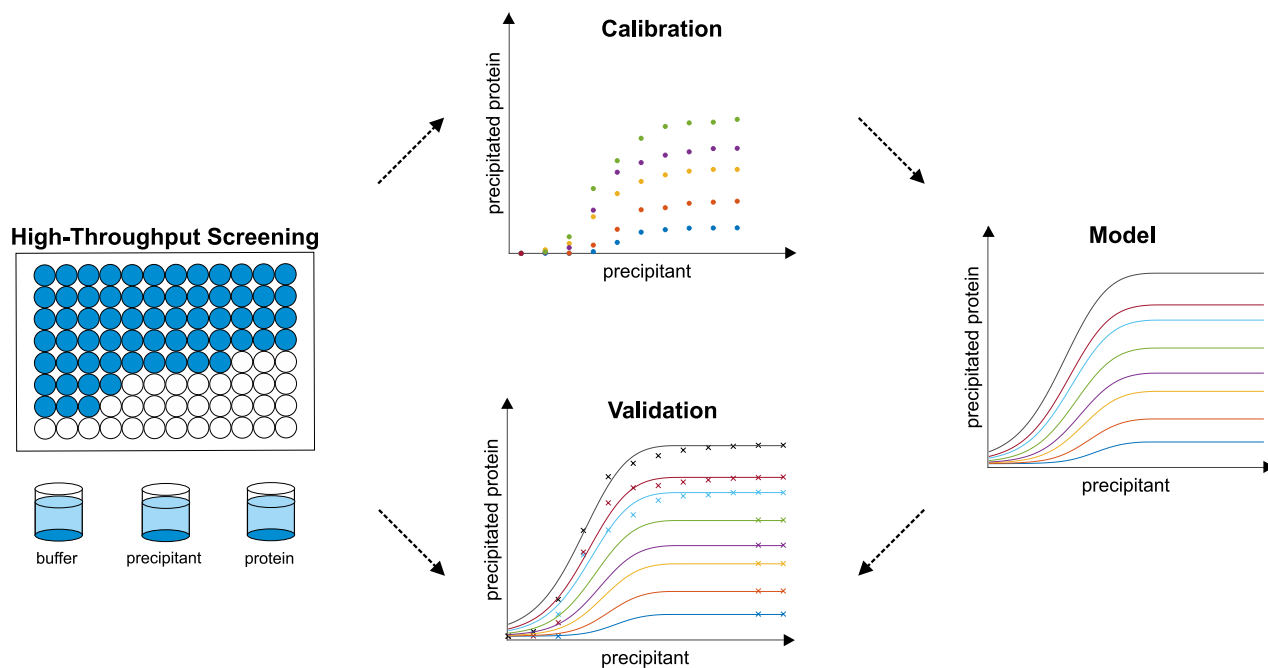 Calibration
precipitated protein
precipitant
High-Throughput Screening
buffer
precipitant
protein
Model
precipitated protein
precipitant
Validation
precipitated protein
precipitant